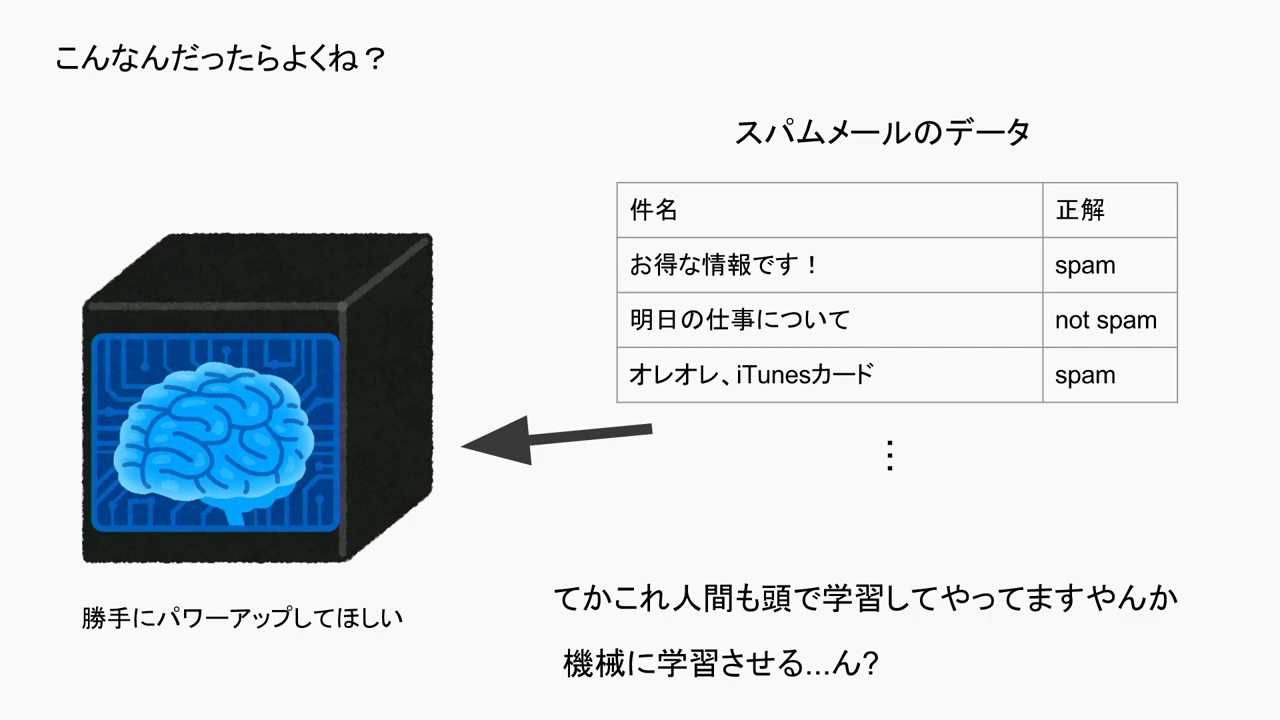 こんなんだったらよくね？
スパムメールのデータ
件名 正解
お得な情報です！ spam
明日の仕事について not spam
オレオレ、iTunesカード spam
⋮
勝手にパワーアップしてほしい
てかこれ人間も頭で学習してやってますやんか
機械に学習させる...ん?